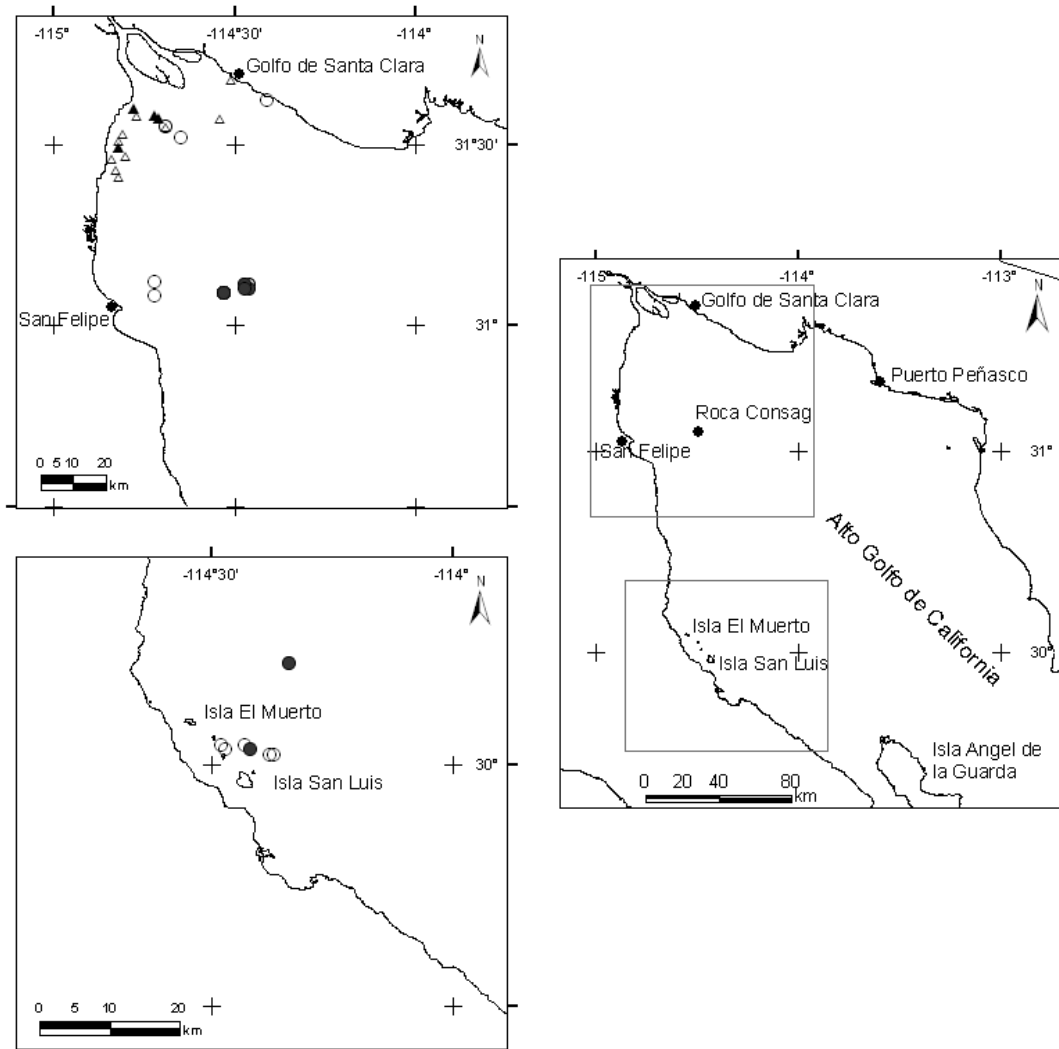 -115° -114°30' -114°
N
Golfo de Santa Clara
31°30'
San Felipe
31°
0 5 10 20
km
-114°30' -114°
N
Isla El Muerto
30°
Isla San Luis
0 5 10 20
km
-115° -114° -113°
N
Golfo de Santa Clara
Puerto Peñasco
Roca Consag
San Felipe
31°
Alto Golfo de California
Isla El Muerto
30°
Isla San Luis
Isla Angel de
la Guarda
0 20 40 80
km